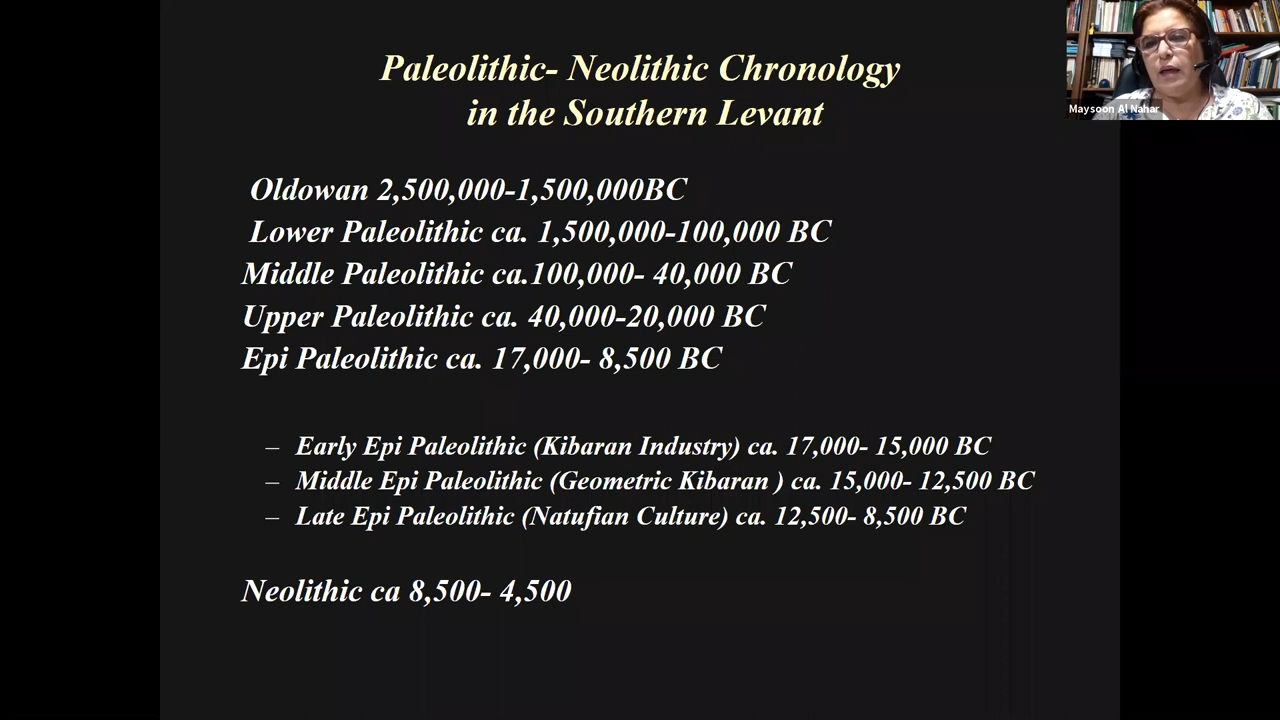 Paleolithic- Neolithic Chronology
in the Southern Levant
Maysoon Al Nahar
Oldowan 2,500,000-1,500,000BC
Lower Paleolithic ca. 1,500,000-100,000 BC
Middle Paleolithic ca.100,000- 40,000 BC
Upper Paleolithic ca. 40,000-20,000 BC
Epi Paleolithic ca. 17,000- 8,500 BC
– Early Epi Paleolithic (Kibaran Industry) ca. 17,000- 15,000 BC
– Middle Epi Paleolithic (Geometric Kibaran ) ca. 15,000- 12,500 BC
– Late Epi Paleolithic (Natufian Culture) ca. 12,500- 8,500 BC
Neolithic ca 8,500- 4,500